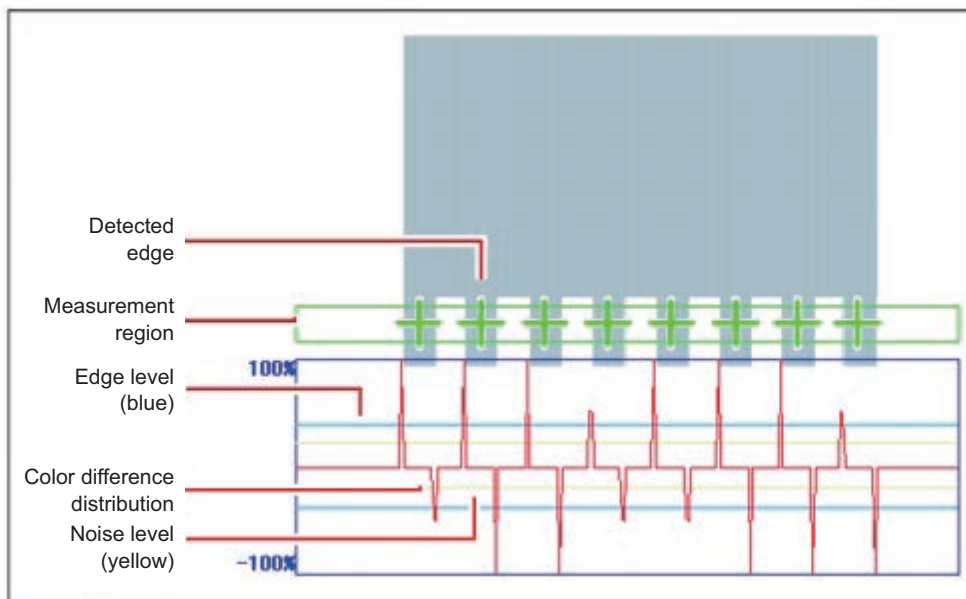 Detected
edge
Measurement
region
100%
Edge level
(blue)
Color difference
distribution
Noise level
(yellow)
-100%